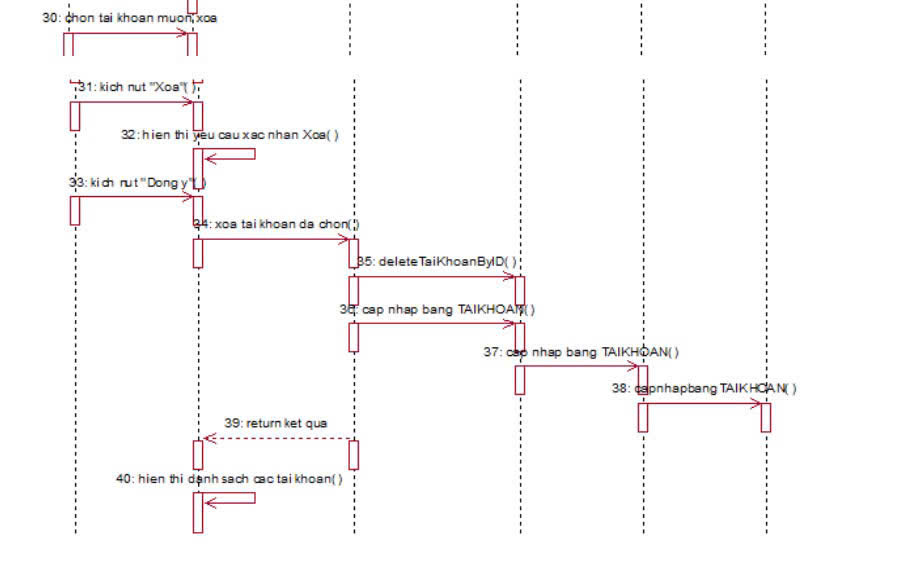 30: chon tai khoan muon xoa
31: kich nut "Xoa"( )
32: hien thi yeu cau xac nhan Xoa( )
33: kich nut "Dong y"( )
34: xoa tai khoan da chon( )
35: deleteTaiKhoanByID( )
36: cap nhap bang TAIKHOAN( )
37: cap nhap bang TAIKHOAN( )
38: capnhapbang TAIKHOAN( )
39: return ket qua
40: hien thi danh sach cac tai khoan( )